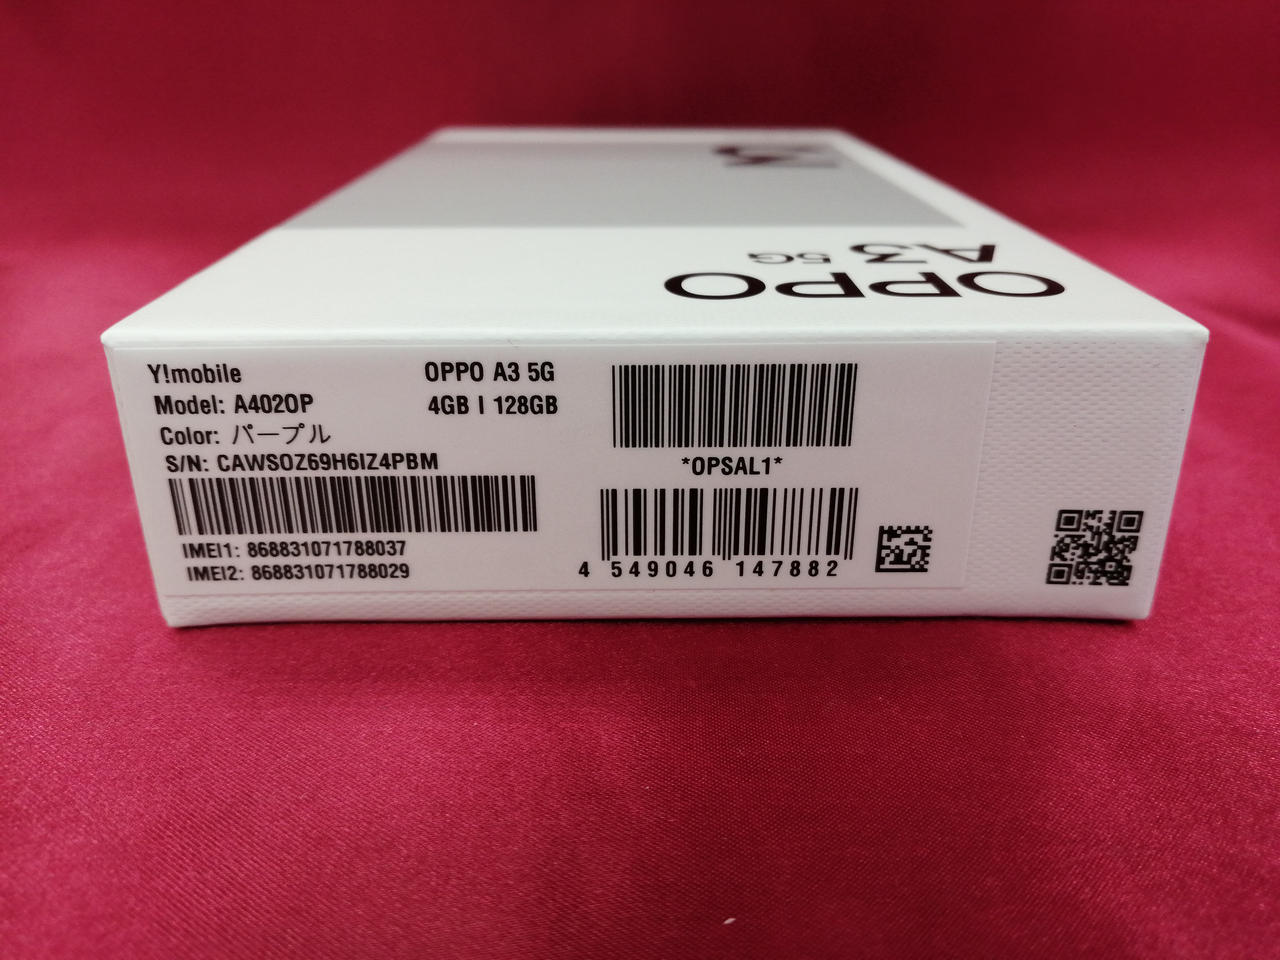 OPPO
A3 5G
Y!mobile OPPO A3 5G
Model: A402OP 4GB | 128GB
Color: パープル
S/N: CAWSOZ69H6IZ4PBM
IMEI1: 868831071788037
IMEI2: 868831071788029
*OPSAL1*
4 549046 147882